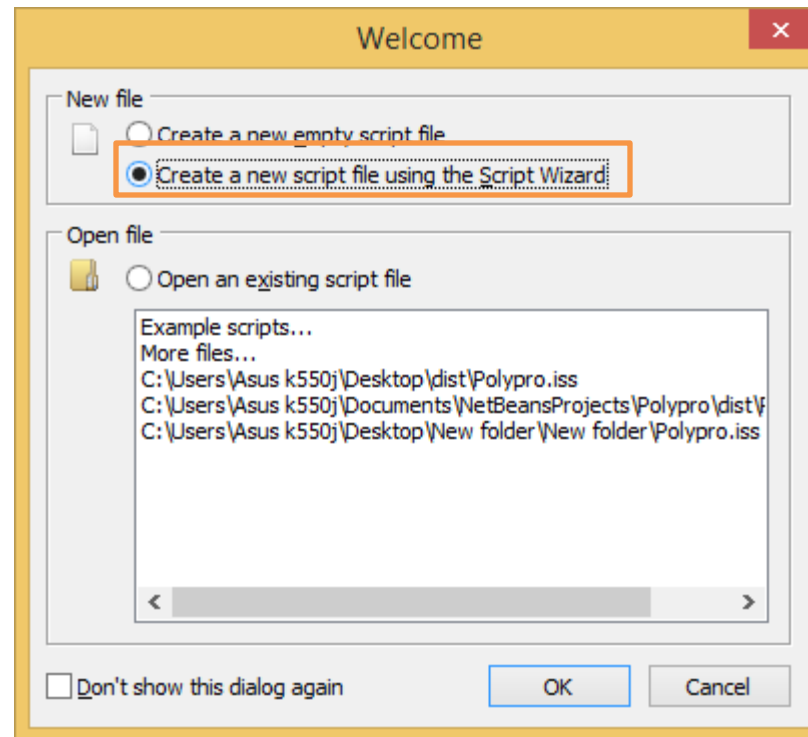 Welcome
New file
Create a new empty script file
Create a new script file using the Script Wizard
Open file
Open an existing script file
Example scripts...
More files...
C:\Users\Asus k550j\Desktop\dist\Polypro.iss
C:\Users\Asus k550j\Documents\NetBeansProjects\Polypro\dist\
C:\Users\Asus k550j\Desktop\New folder\New folder\Polypro.iss
Don't show this dialog again
OK
Cancel